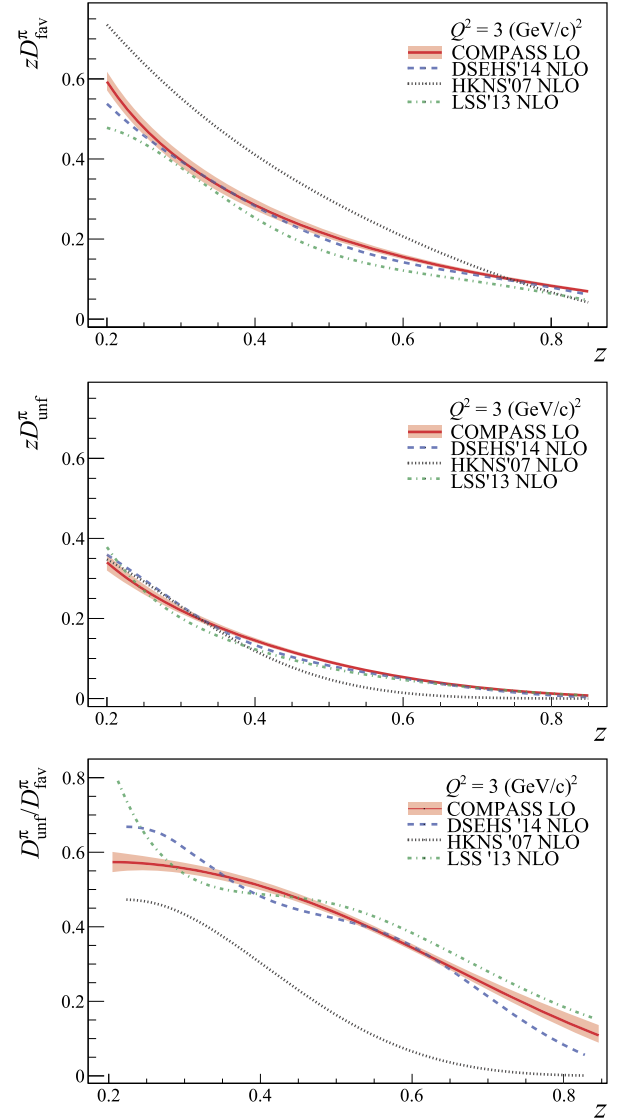 zD^π_fav
Q² = 3 (GeV/c)²
COMPASS LO
DSEHS'14 NLO
HKNS'07 NLO
LSS'13 NLO
0.6
0.4
0.2
0
0.2 0.4 0.6 0.8
z
zD^π_unf
Q² = 3 (GeV/c)²
COMPASS LO
DSEHS'14 NLO
HKNS'07 NLO
LSS'13 NLO
0.6
0.4
0.2
0
0.2 0.4 0.6 0.8
z
D^π_unf/D^π_fav
Q² = 3 (GeV/c)²
COMPASS LO
DSEHS '14 NLO
HKNS '07 NLO
LSS '13 NLO
0.8
0.6
0.4
0.2
0
0.2 0.4 0.6 0.8
z